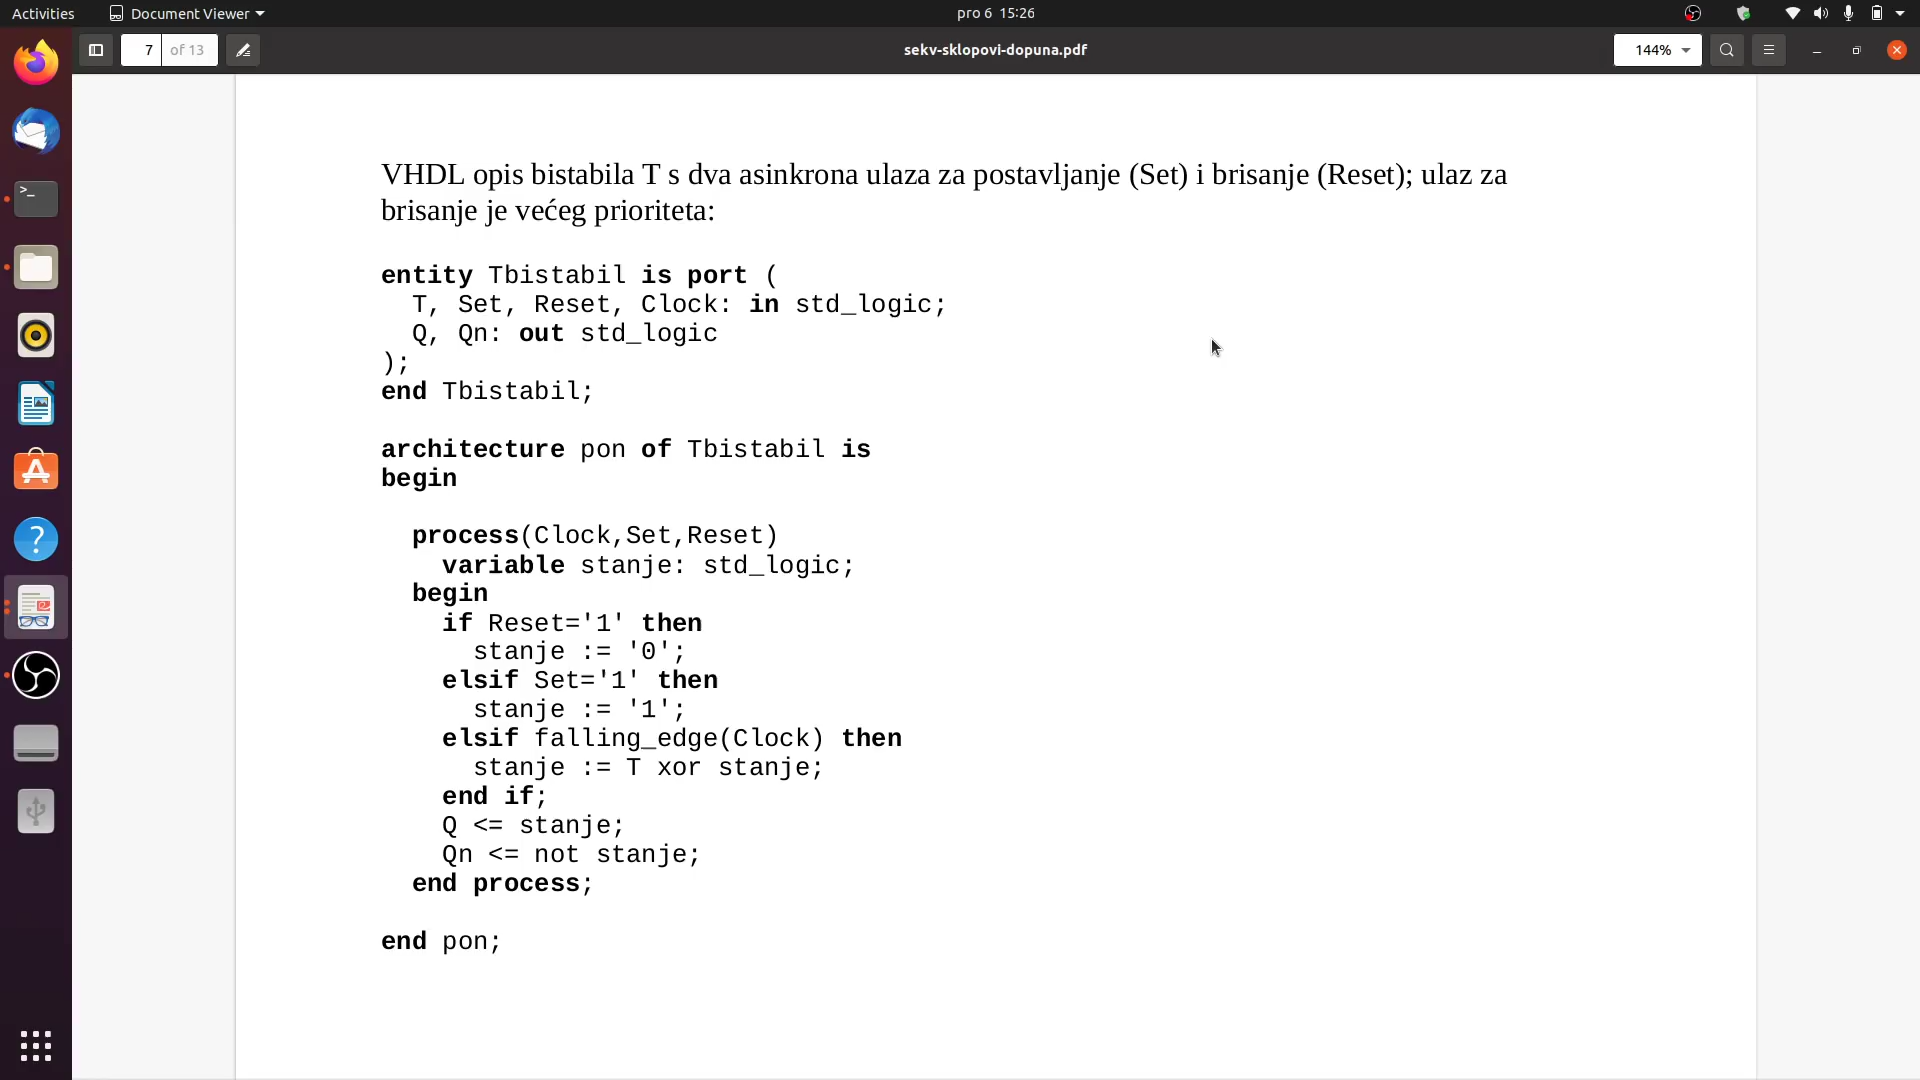 Activities
Document Viewer
pro 6 15:26
7 of 13
sekv-sklopovi-dopuna.pdf
144%
VHDL opis bistabila T s dva asinkrona ulaza za postavljanje (Set) i brisanje (Reset); ulaz za
brisanje je većeg prioriteta:
entity Tbistabil is port (
T, Set, Reset, Clock: in std_logic;
Q, Qn: out std_logic
);
end Tbistabil;
architecture pon of Tbistabil is
begin
process(Clock,Set,Reset)
variable stanje: std_logic;
begin
if Reset='1' then
stanje := '0';
elsif Set='1' then
stanje := '1';
elsif falling_edge(Clock) then
stanje := T xor stanje;
end if;
Q <= stanje;
Qn <= not stanje;
end process;
end pon;